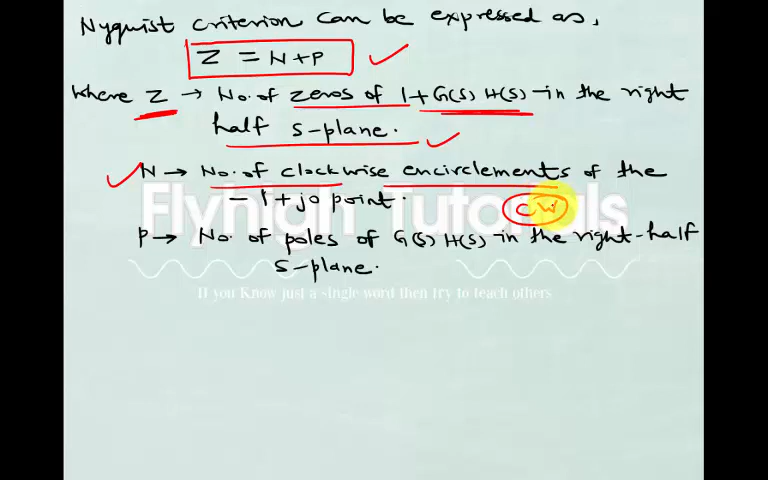 Nyquist criterion can be expressed as,
Z = N+P
Where Z → No. of zeros of 1+G(s) H(s) in the right
half s-plane.
N → No. of clockwise encirclements of the
-1+j0 point.
CW
P → No. of poles of G(s) H(s) in the right-half
s-plane.
Flyhigh Tutorials
If you Know just a single word then try to teach others